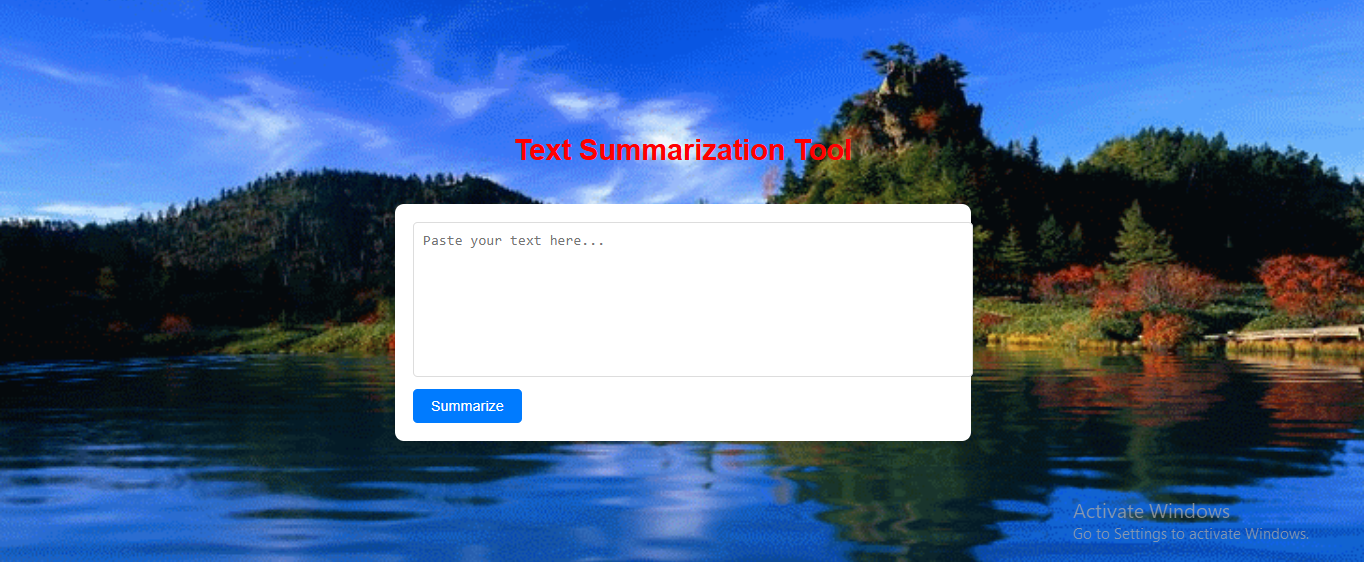 Text Summarization Tool
Paste your text here...
Summarize
Activate Windows
Go to Settings to activate Windows.